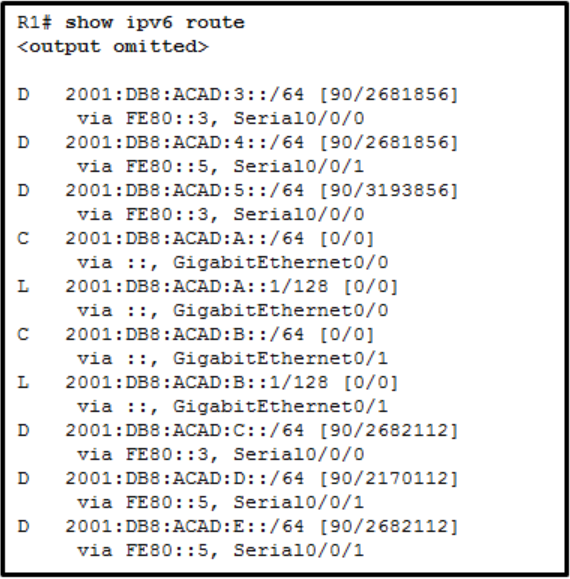 R1# show ipv6 route
<output omitted>
D 2001:DB8:ACAD:3::/64 [90/2681856]
via FE80::3, Serial0/0/0
D 2001:DB8:ACAD:4::/64 [90/2681856]
via FE80::5, Serial0/0/1
D 2001:DB8:ACAD:5::/64 [90/3193856]
via FE80::3, Serial0/0/0
C 2001:DB8:ACAD:A::/64 [0/0]
via ::, GigabitEthernet0/0
L 2001:DB8:ACAD:A::1/128 [0/0]
via ::, GigabitEthernet0/0
C 2001:DB8:ACAD:B::/64 [0/0]
via ::, GigabitEthernet0/1
L 2001:DB8:ACAD:B::1/128 [0/0]
via ::, GigabitEthernet0/1
D 2001:DB8:ACAD:C::/64 [90/2682112]
via FE80::3, Serial0/0/0
D 2001:DB8:ACAD:D::/64 [90/2170112]
via FE80::5, Serial0/0/1
D 2001:DB8:ACAD:E::/64 [90/2682112]
via FE80::5, Serial0/0/1